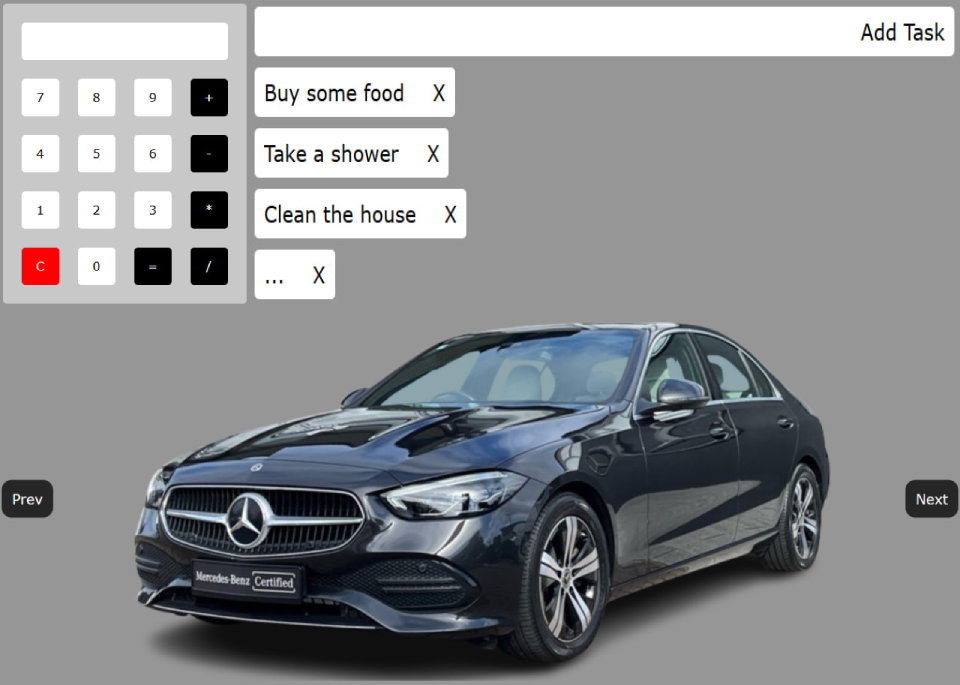 Add Task
7 8 9 +
4 5 6 -
1 2 3 *
C 0 = /
Buy some food X
Take a shower X
Clean the house X
... X
Prev
Next
Mercedes-Benz Certified